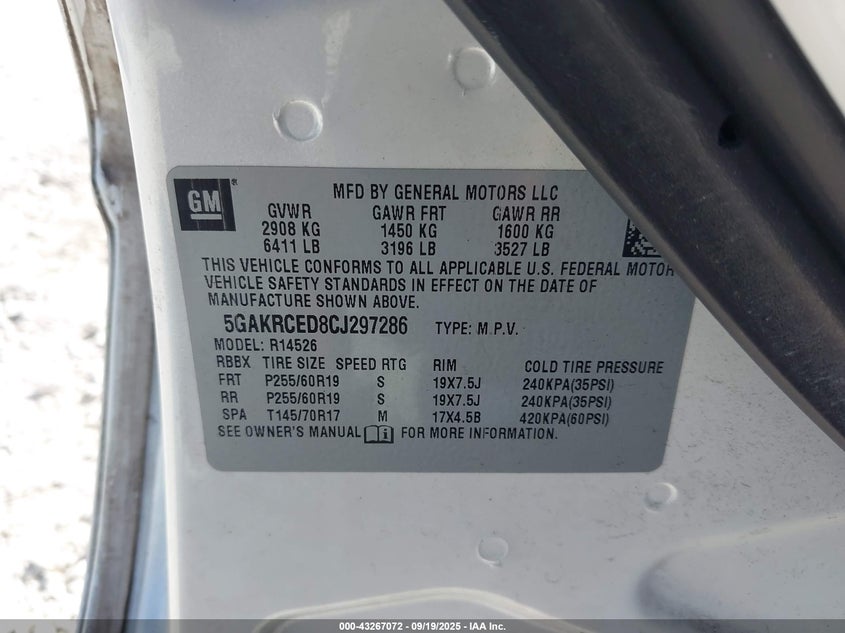 GM
MFD BY GENERAL MOTORS LLC
GVWR GAWR FRT GAWR RR
2908 KG 1450 KG 1600 KG
6411 LB 3196 LB 3527 LB
THIS VEHICLE CONFORMS TO ALL APPLICABLE U.S. FEDERAL MOTOR
VEHICLE SAFETY STANDARDS IN EFFECT ON THE DATE OF
MANUFACTURE SHOWN ABOVE.
5GAKRCED8CJ297286 TYPE: M.P.V.
MODEL: R14526
RBBX TIRE SIZE SPEED RTG RIM COLD TIRE PRESSURE
FRT P255/60R19 S 19X7.5J 240KPA(35PSI)
RR P255/60R19 S 19X7.5J 240KPA(35PSI)
SPA T145/70R17 M 17X4.5B 420KPA(60PSI)
SEE OWNER'S MANUAL FOR MORE INFORMATION.
000-43267072 - 09/19/2025 - IAA Inc.